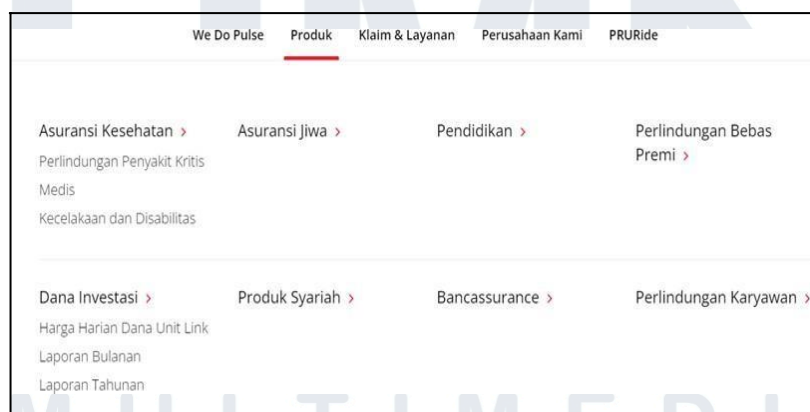 We Do Pulse Produk Klaim & Layanan Perusahaan Kami PRURide
Asuransi Kesehatan >
Perlindungan Penyakit Kritis
Medis
Kecelakaan dan Disabilitas
Asuransi Jiwa >
Pendidikan >
Perlindungan Bebas
Premi >
Dana Investasi >
Harga Harian Dana Unit Link
Laporan Bulanan
Laporan Tahunan
Produk Syariah >
Bancassurance >
Perlindungan Karyawan >